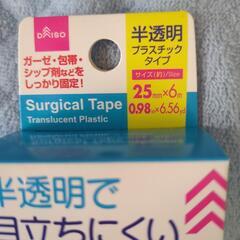 DAISO
ガーゼ・包帯・
シップ剤などを
しっかり固定!
Surgical Tape
Translucent Plastic
半透明
プラスチック
タイプ
サイズ(約)/Size
25mm×6m
0.98in×6.56yd
半透明で
目立ちにくい